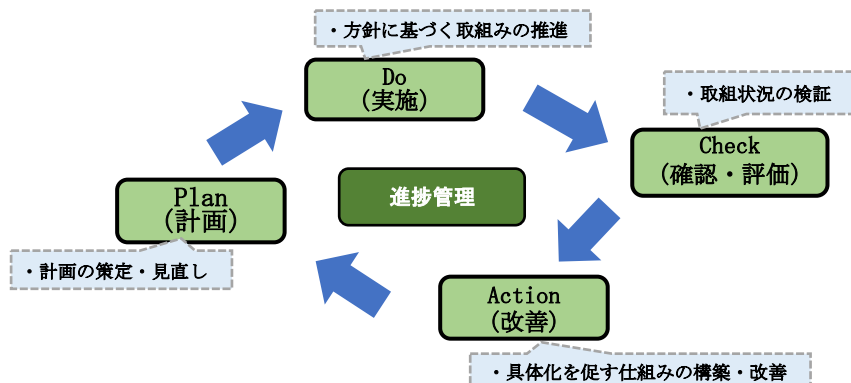 ・方針に基づく取組みの推進
Do
(実施)
・取組状況の検証
Check
(確認・評価)
進捗管理
Plan
(計画)
・計画の策定・見直し
Action
(改善)
・具体化を促す仕組みの構築・改善